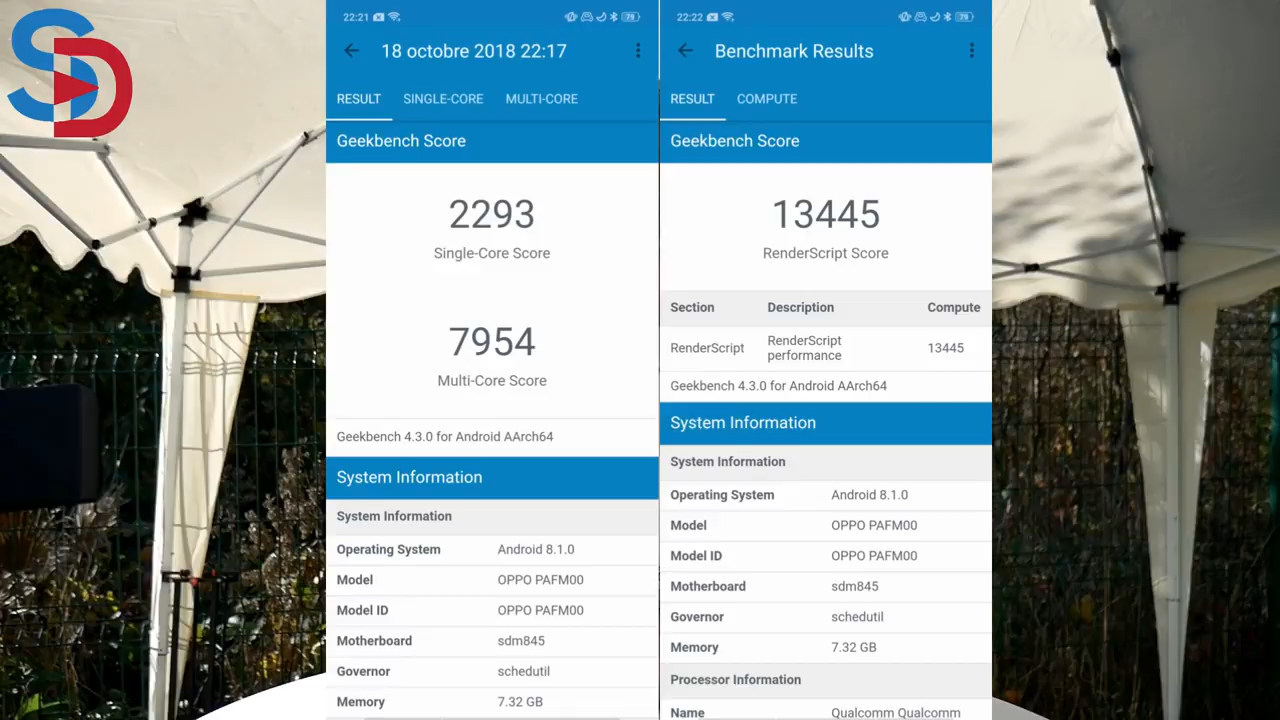 SD
22:21
79
18 octobre 2018 22:17
RESULT SINGLE-CORE MULTI-CORE
Geekbench Score
2293
Single-Core Score
7954
Multi-Core Score
Geekbench 4.3.0 for Android AArch64
System Information
System Information
Operating System Android 8.1.0
Model OPPO PAFM00
Model ID OPPO PAFM00
Motherboard sdm845
Governor schedutil
Memory 7.32 GB
22:22
79
Benchmark Results
RESULT COMPUTE
Geekbench Score
13445
RenderScript Score
Section Description Compute
RenderScript RenderScript performance 13445
Geekbench 4.3.0 for Android AArch64
System Information
System Information
Operating System Android 8.1.0
Model OPPO PAFM00
Model ID OPPO PAFM00
Motherboard sdm845
Governor schedutil
Memory 7.32 GB
Processor Information
Name Qualcomm Qualcomm